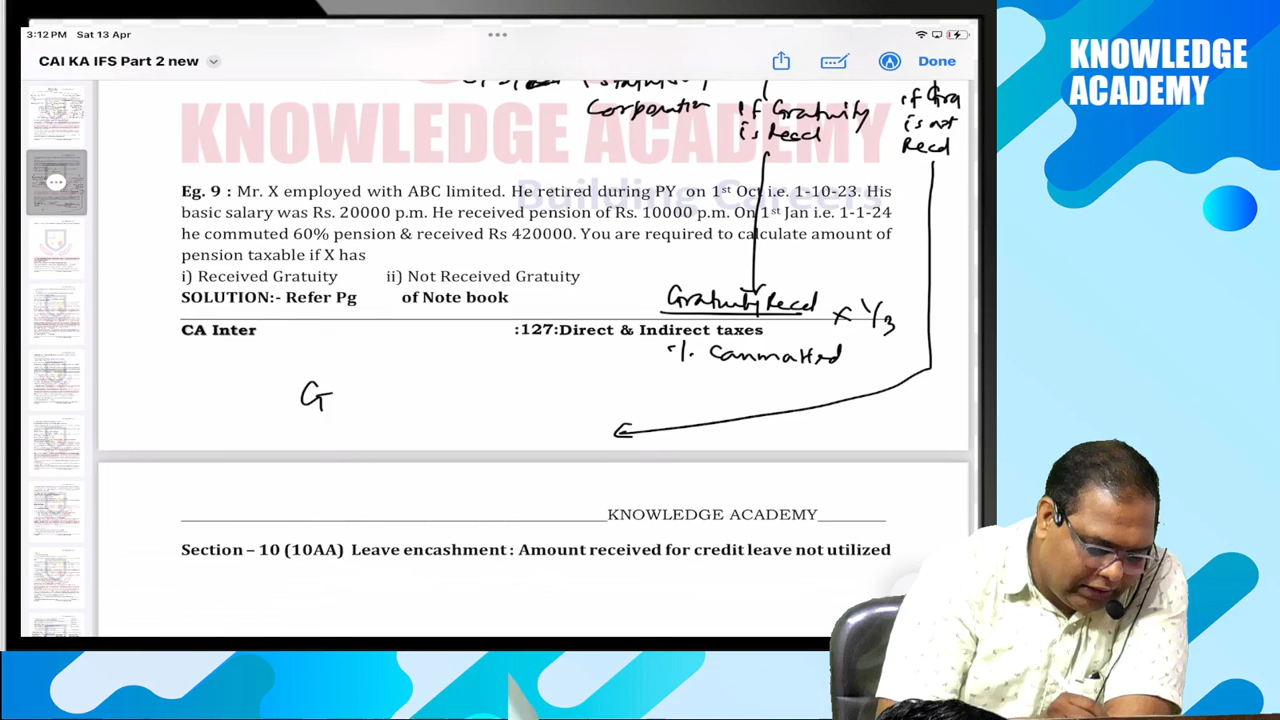 3:12 PM Sat 13 Apr
CAI KA IFS Part 2 new
Done
KNOWLEDGE
ACADEMY
KNOWLEDGE ACADEMY
Corporation
If Gratuity
is Recd
if Gra
is not
Recd
Building Careers
Eg. 9 : Mr. X employed with ABC limited. He retired during PY on 1st Oct i.e. 1-10-23. His
basic salary was Rs. 20000 p.m. He received pension of Rs. 10000 p.m. On 1st Jan i.e. 1-1-24
he commuted 60% pension & received Rs 420000. You are required to calculate amount of
pension taxable if X has
i) Received Gratuity ii) Not Received Gratuity
SOLUTION:- Refer Pg of Note book
Gratuity Recd x 1/3
CA Inter :127:Direct & Indirect taxes
% Commutted
G
KNOWLEDGE ACADEMY
Section – 10 (10AA) Leave encashment : Amount received for credit leave not utilized